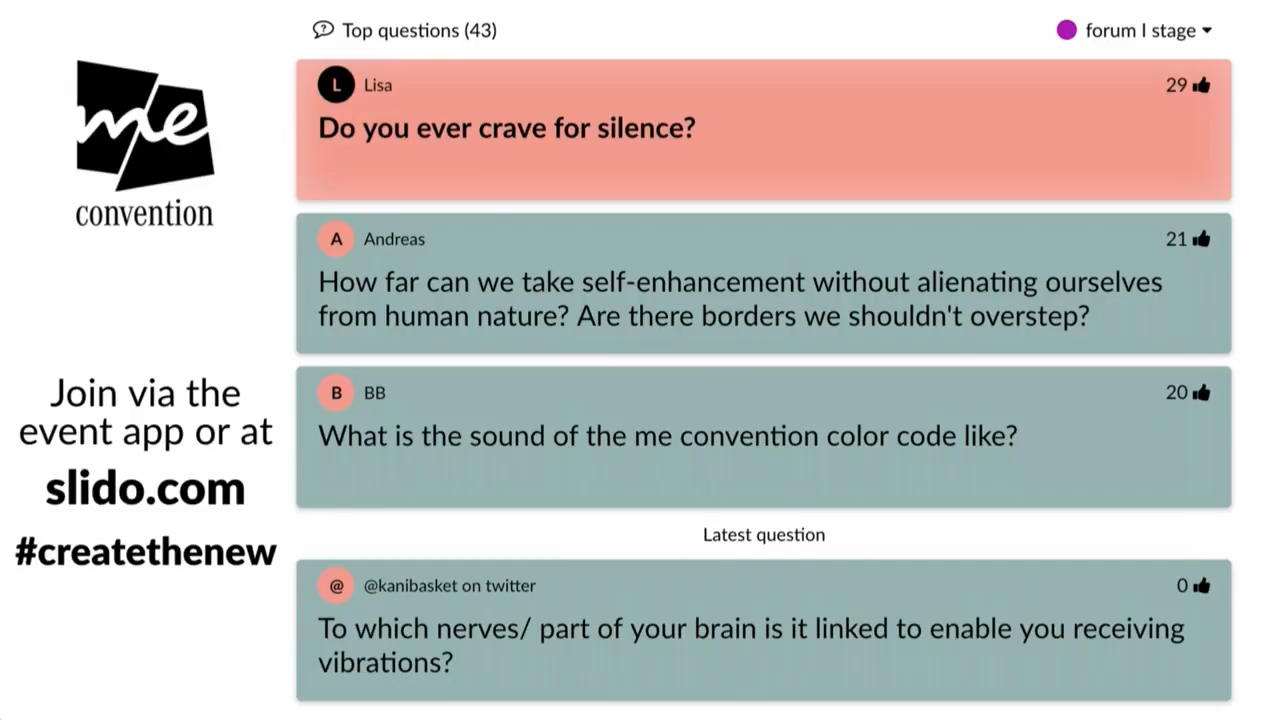 Top questions (43)
forum I stage
me
convention
L Lisa
29
Do you ever crave for silence?
A Andreas
21
How far can we take self-enhancement without alienating ourselves
from human nature? Are there borders we shouldn't overstep?
B BB
20
What is the sound of the me convention color code like?
Join via the
event app or at
slido.com
#createthenew
Latest question
@ @kanibasket on twitter
0
To which nerves/ part of your brain is it linked to enable you receiving
vibrations?